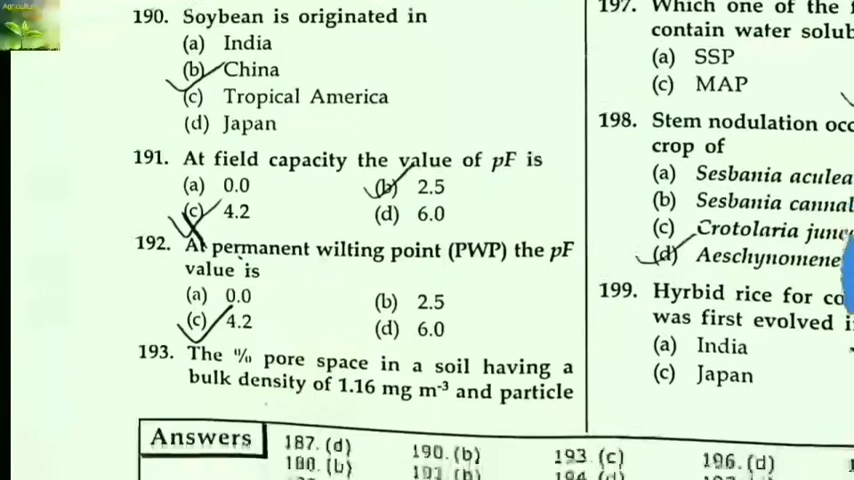 Agriculture
190. Soybean is originated in
(a) India
(b) China
(c) Tropical America
(d) Japan
191. At field capacity the value of pF is
(a) 0.0 (b) 2.5
(c) 4.2 (d) 6.0
192. At permanent wilting point (PWP) the pF
value is
(a) 0.0 (b) 2.5
(c) 4.2 (d) 6.0
193. The % pore space in a soil having a
bulk density of 1.16 mg m⁻³ and particle
197. Which one of the
contain water solub
(a) SSP
(c) MAP
198. Stem nodulation occ
crop of
(a) Sesbania aculea
(b) Sesbania cannal
(c) Crotolaria junc
(d) Aeschynomene
199. Hyrbid rice for co
was first evolved i
(a) India
(c) Japan
Answers
187. (d) 190. (b) 193. (c) 196. (d)
(b) (b) (d)